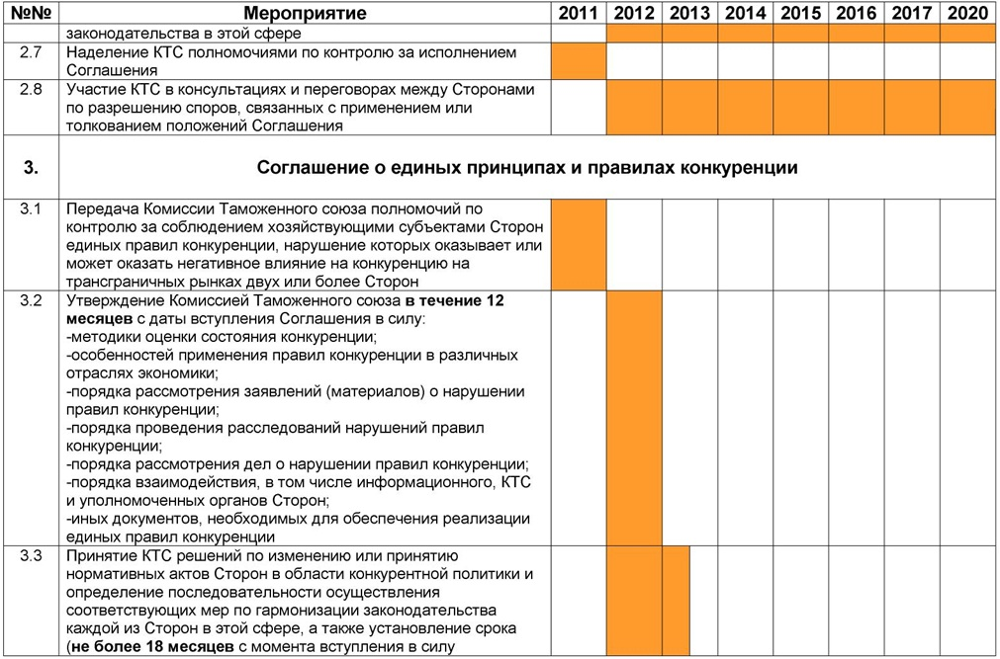 №№ Мероприятие 2011 2012 2013 2014 2015 2016 2017 2020
законодательства в этой сфере
2.7 Наделение КТС полномочиями по контролю за исполнением
Соглашения
2.8 Участие КТС в консультациях и переговорах между Сторонами
по разрешению споров, связанных с применением или
толкованием положений Соглашения
3. Соглашение о единых принципах и правилах конкуренции
3.1 Передача Комиссии Таможенного союза полномочий по
контролю за соблюдением хозяйствующими субъектами Сторон
единых правил конкуренции, нарушение которых оказывает или
может оказать негативное влияние на конкуренцию на
трансграничных рынках двух или более Сторон
3.2 Утверждение Комиссией Таможенного союза в течение 12
месяцев с даты вступления Соглашения в силу:
-методики оценки состояния конкуренции;
-особенностей применения правил конкуренции в различных
отраслях экономики;
-порядка рассмотрения заявлений (материалов) о нарушении
правил конкуренции;
-порядка проведения расследований нарушений правил
конкуренции;
-порядка рассмотрения дел о нарушении правил конкуренции;
-порядка взаимодействия, в том числе информационного, КТС
и уполномоченных органов Сторон;
-иных документов, необходимых для обеспечения реализации
единых правил конкуренции
3.3 Принятие КТС решений по изменению или принятию
нормативных актов Сторон в области конкурентной политики и
определение последовательности осуществления
соответствующих мер по гармонизации законодательства
каждой из Сторон в этой сфере, а также установление срока
(не более 18 месяцев с момента вступления в силу